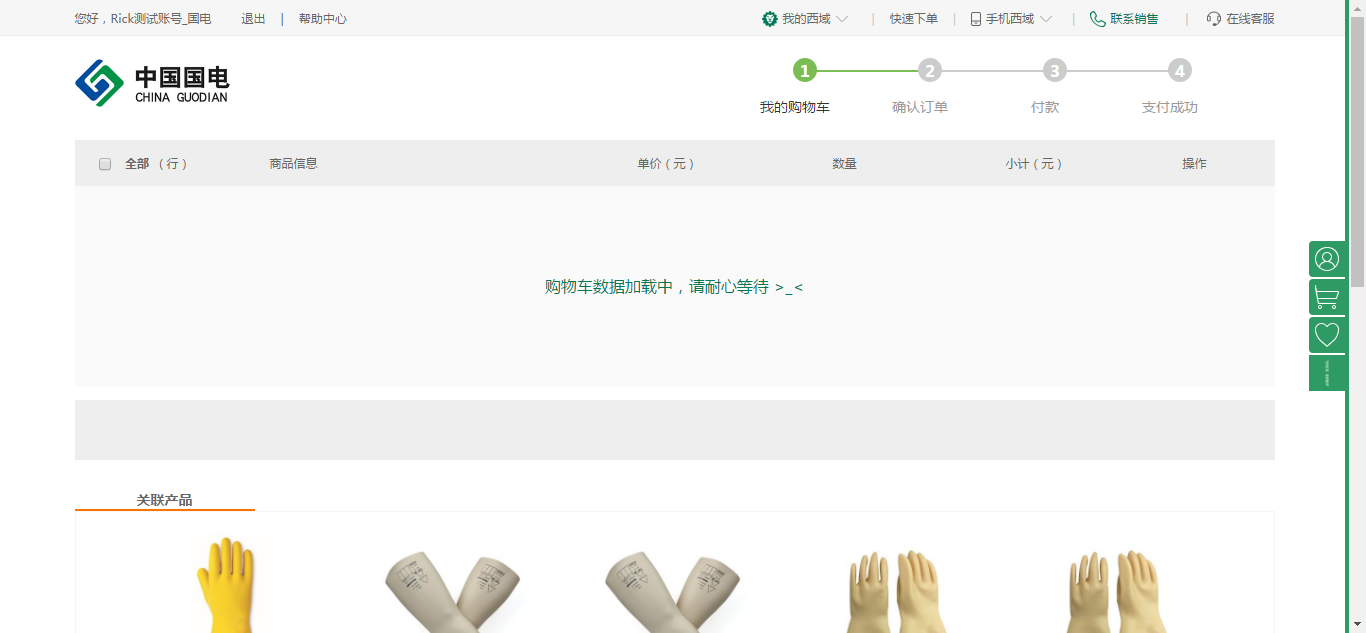 您好，Rick测试账号_国电 退出 | 帮助中心 我的西域 | 快速下单 | 手机西域 | 联系销售 | 在线客服
中国国电
CHINA GUODIAN
1 2 3 4
我的购物车 确认订单 付款 支付成功
全部 （行） 商品信息 单价（元） 数量 小计（元） 操作
购物车数据加载中，请耐心等待 >_<
关联产品